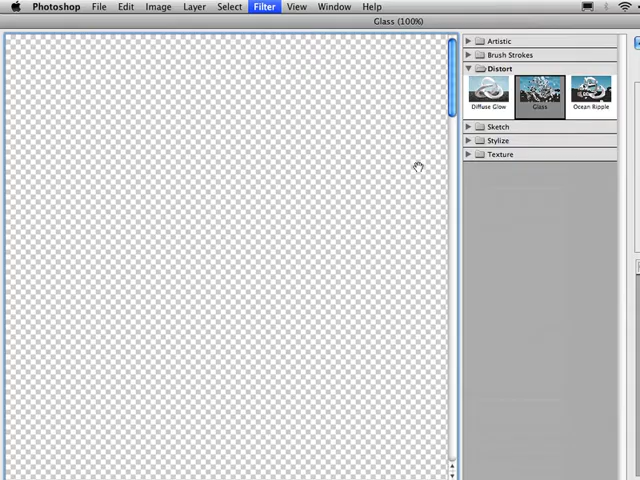 Photoshop File Edit Image Layer Select Filter View Window Help
Glass (100%)
Artistic
Brush Strokes
Distort
Diffuse Glow Glass Ocean Ripple
Sketch
Stylize
Texture